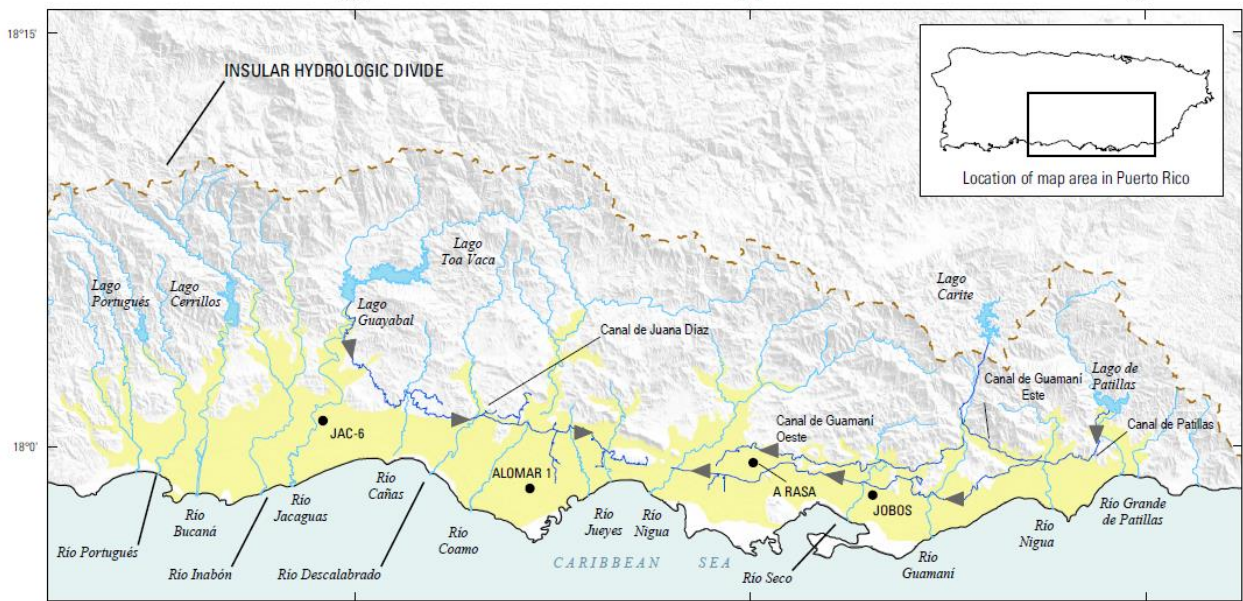 18°15'
INSULAR HYDROLOGIC DIVIDE
Location of map area in Puerto Rico
Lago
Portugués
Lago
Cerrillos
Lago
Toa Vaca
Lago
Guayabal
Canal de Juana Díaz
Lago
Carite
Canal de Guamaní
Este
Lago de
Patillas
Canal de Patillas
Canal de Guamaní
Oeste
18°0'
JAC-6
ALOMAR 1
A RASA
JOBOS
Río Portugués
Río
Bucaná
Río Inabón
Río
Jacaguas
Río Descalabrado
Río
Cañas
Río
Coamo
Río
Jueyes
Río
Nigua
CARIBBEAN SEA
Río Seco
Río
Guamaní
Río
Nigua
Río Grande
de Patillas